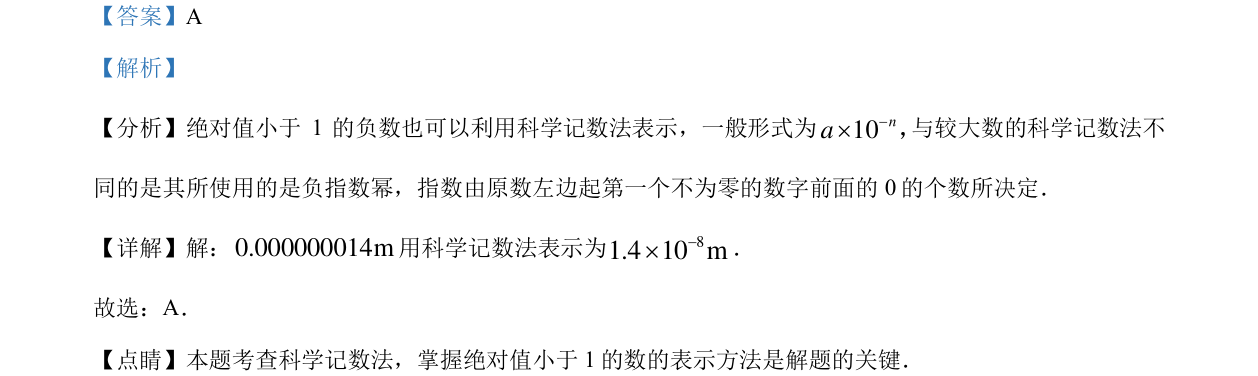 【答案】A
【解析】
【分析】绝对值小于 1 的负数也可以利用科学记数法表示，一般形式为 a×10⁻ⁿ，与较大数的科学记数法不
同的是其所使用的是负指数幂，指数由原数左边起第一个不为零的数字前面的 0 的个数所决定．
【详解】解：0.000000014m 用科学记数法表示为1.4×10⁻⁸m．
故选：A．
【点睛】本题考查科学记数法，掌握绝对值小于 1 的数的表示方法是解题的关键．